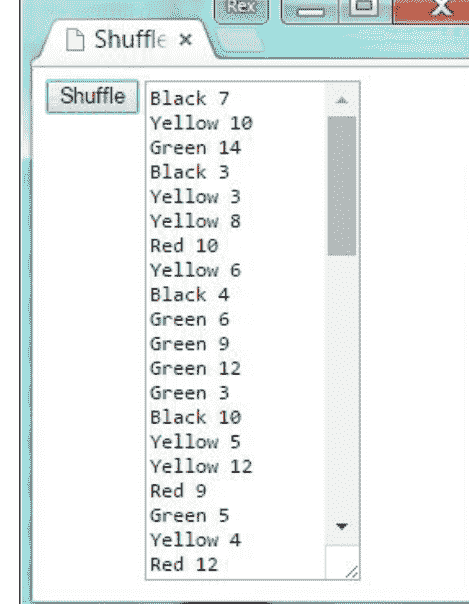 Rex
Shuffle
Shuffle
Black 7
Yellow 10
Green 14
Black 3
Yellow 3
Yellow 8
Red 10
Yellow 6
Black 4
Green 6
Green 9
Green 12
Green 3
Black 10
Yellow 5
Yellow 12
Red 9
Green 5
Yellow 4
Red 12